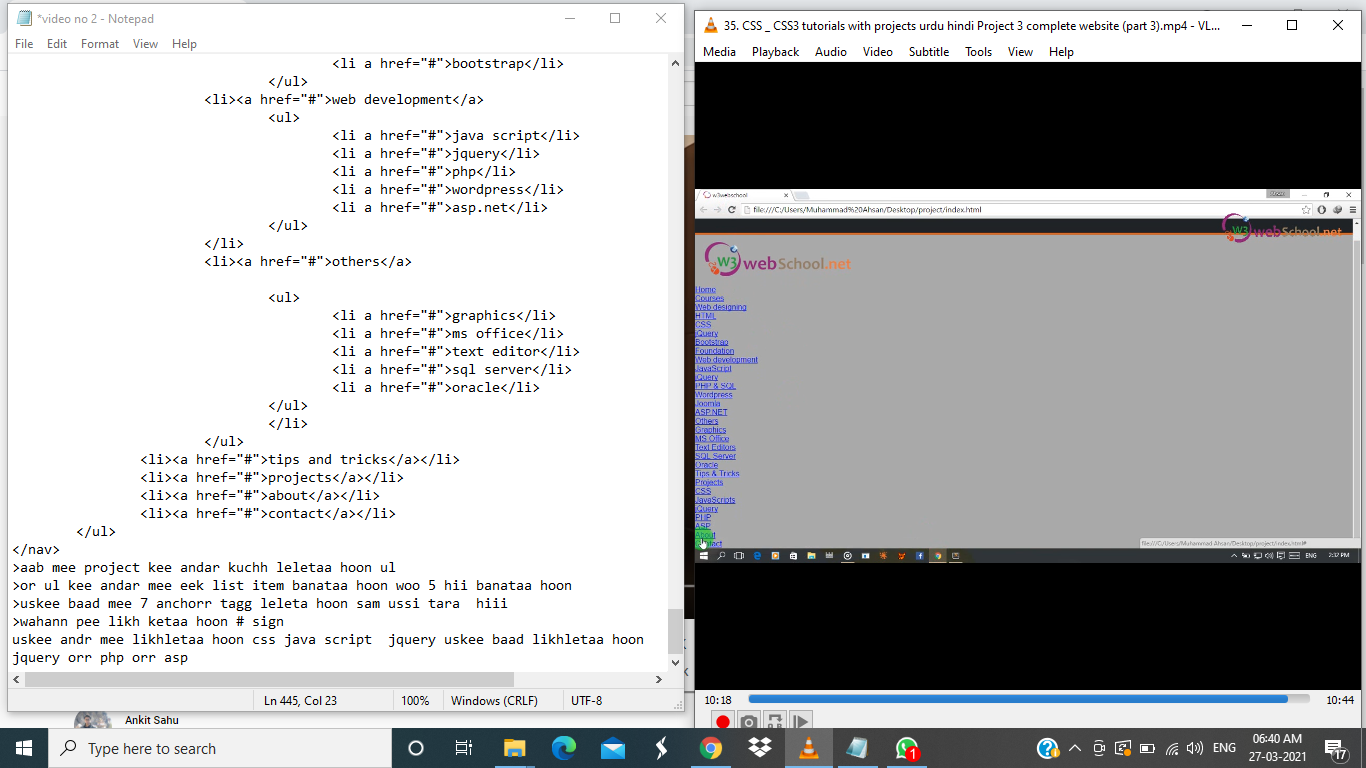 *video no 2 - Notepad
File Edit Format View Help
<li a href="#">bootstrap</li>
</ul>
<li><a href="#">web development</a>
<ul>
<li a href="#">java script</li>
<li a href="#">jquery</li>
<li a href="#">php</li>
<li a href="#">wordpress</li>
<li a href="#">asp.net</li>
</ul>
</li>
<li><a href="#">others</a>
<ul>
<li a href="#">graphics</li>
<li a href="#">ms office</li>
<li a href="#">text editor</li>
<li a href="#">sql server</li>
<li a href="#">oracle</li>
</ul>
</li>
</ul>
<li><a href="#">tips and tricks</a></li>
<li><a href="#">projects</a></li>
<li><a href="#">about</a></li>
<li><a href="#">contact</a></li>
</ul>
</nav>
>aab mee project kee andar kuchh leletaa hoon ul
>or ul kee andar mee eek list item banataa hoon woo 5 hii banataa hoon
>uskee baad mee 7 anchorr tagg leleta hoon sam ussi tara  hiii
>wahann pee likh ketaa hoon # sign
uskee andr mee likhletaa hoon css java script  jquery uskee baad likhletaa hoon
jquery orr php orr asp
Ln 445, Col 23 100% Windows (CRLF) UTF-8
Ankit Sahu
35. CSS _ CSS3 tutorials with projects urdu hindi Project 3 complete website (part 3).mp4 - VL...
Media Playback Audio Video Subtitle Tools View Help
w3webschool
file:///C:/Users/Muhammad%20Ahsan/Desktop/project/index.html
W3 webSchool.net
W3 webSchool.net
Home
Courses
Web designing
HTML
CSS
jQuery
Bootstrap
Foundation
Web development
JavaScript
jQuery
PHP & SQL
Wordpress
Joomla
ASP.NET
Others
Graphics
MS Office
Text Editors
SQL Server
Oracle
Tips & Tricks
Projects
CSS
JavaScripts
jQuery
PHP
ASP
About
file:///C:/Users/Muhammad Ahsan/Desktop/project/index.html#
ENG 2:32 PM
10:18 10:44
Type here to search
1
ENG
06:40 AM
27-03-2021
17